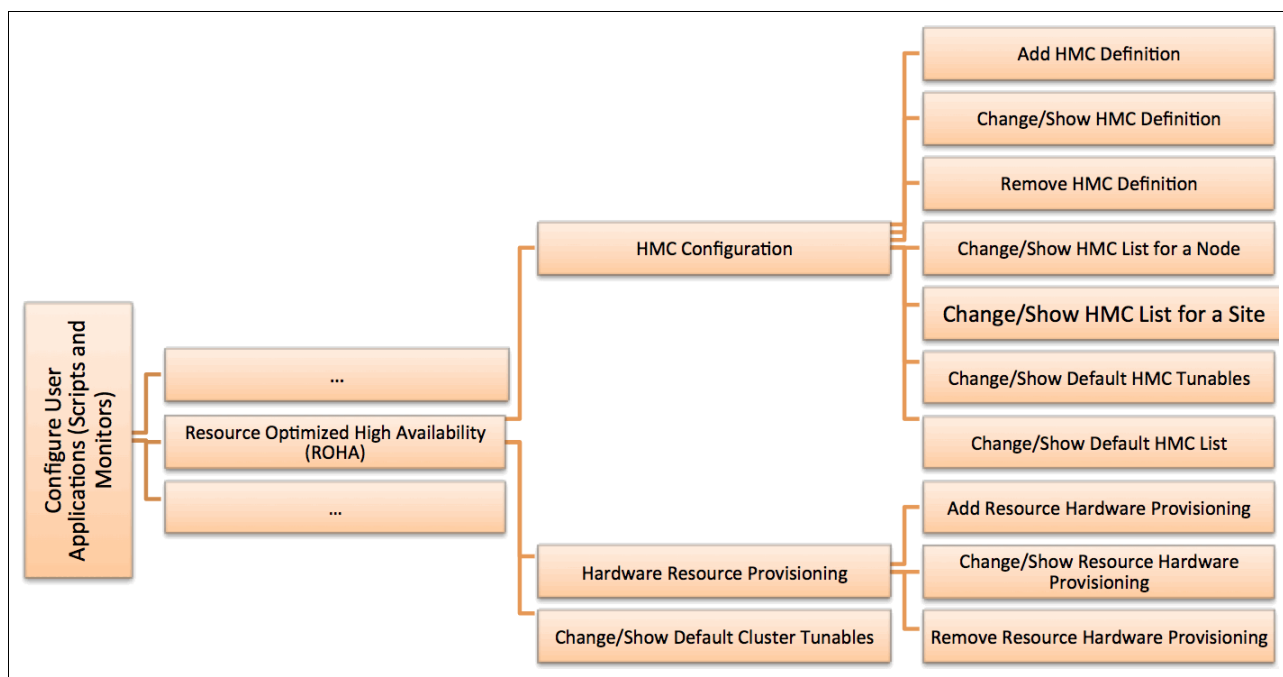 Configure User
Applications (Scripts and
Monitors)
...
Resource Optimized High Availability
(ROHA)
...
HMC Configuration
Hardware Resource Provisioning
Change/Show Default Cluster Tunables
Add HMC Definition
Change/Show HMC Definition
Remove HMC Definition
Change/Show HMC List for a Node
Change/Show HMC List for a Site
Change/Show Default HMC Tunables
Change/Show Default HMC List
Add Resource Hardware Provisioning
Change/Show Resource Hardware
Provisioning
Remove Resource Hardware Provisioning